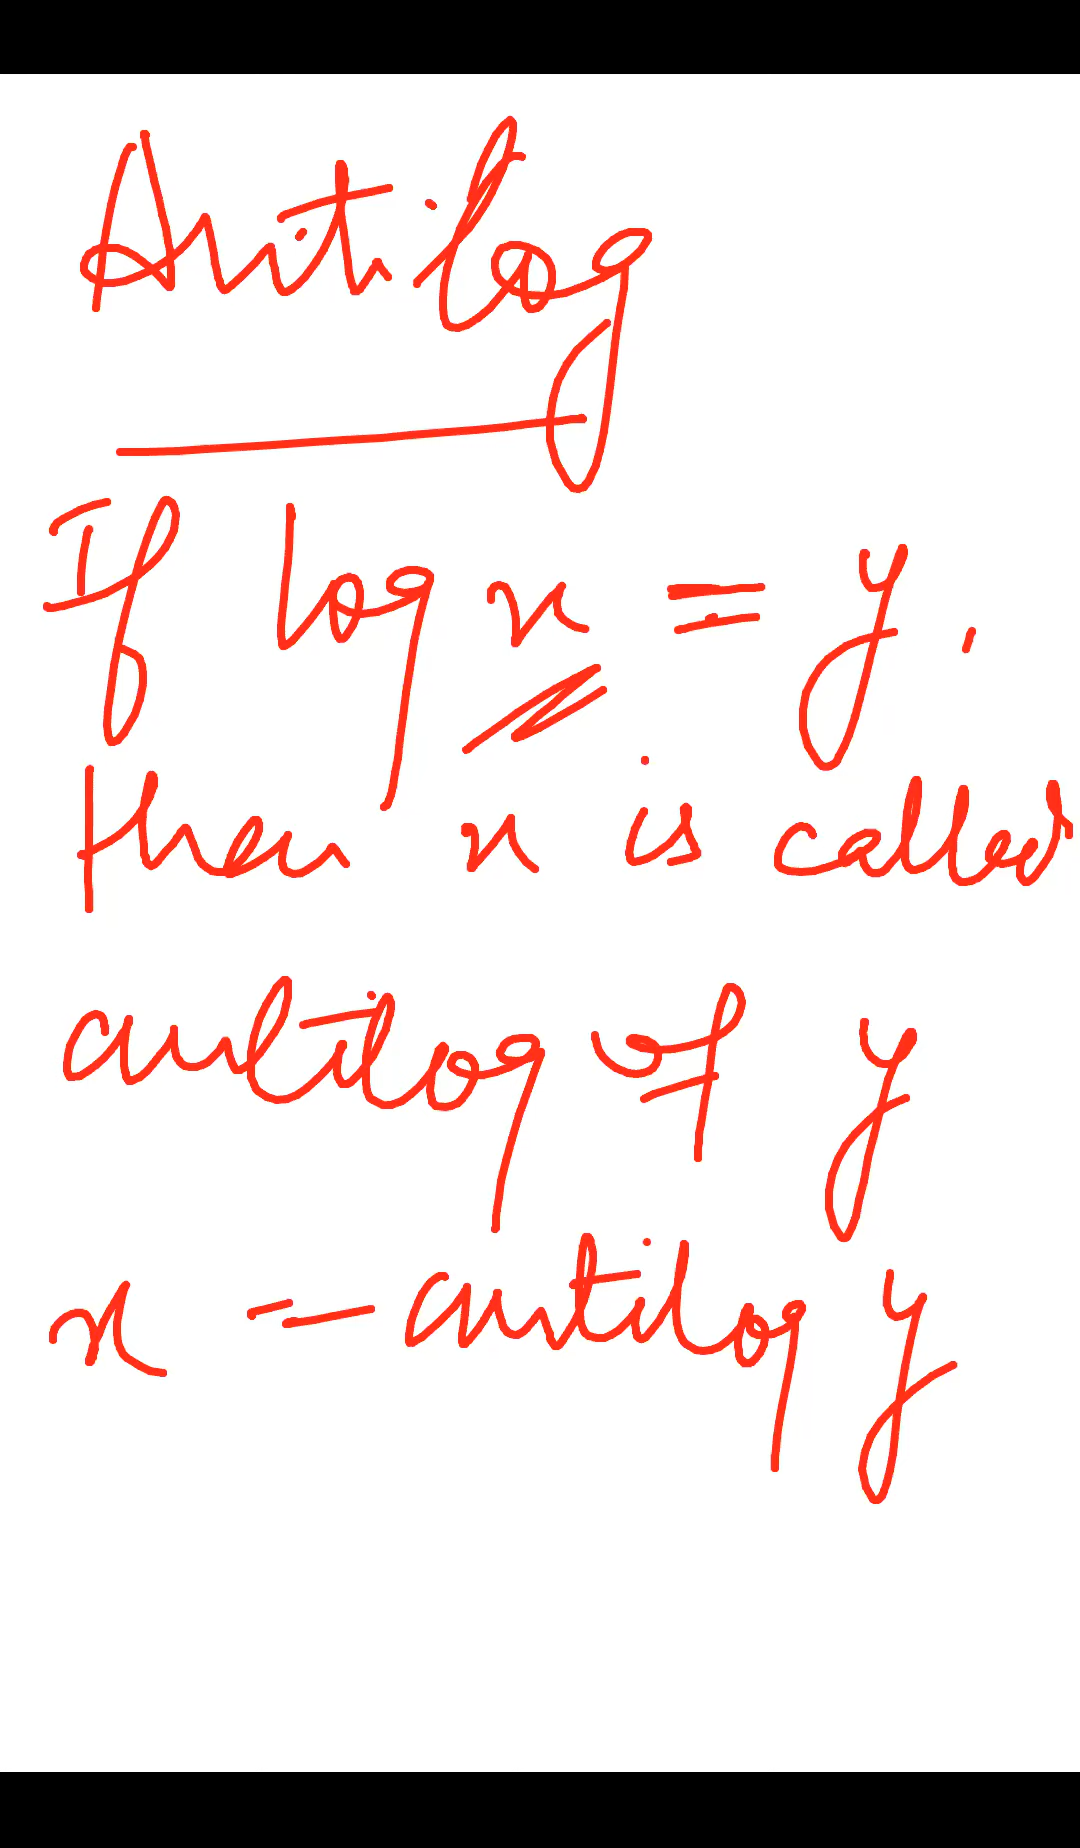 Antilog
If log x = y.
then x is called
antilog of y
x = antilog y